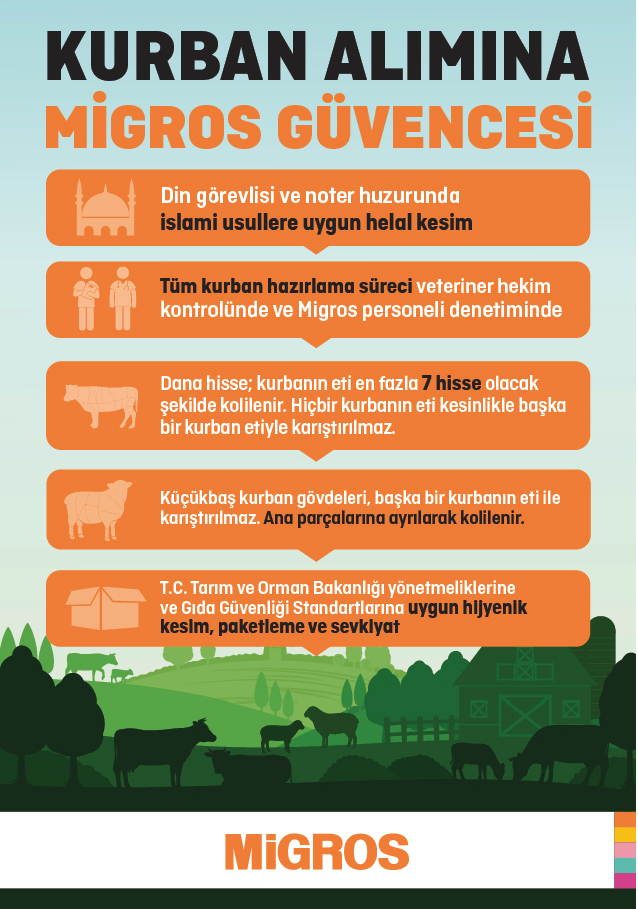 KURBAN ALIMINA
MİGROS GÜVENCESİ
Din görevlisi ve noter huzurunda
islami usullere uygun helal kesim
Tüm kurban hazırlama süreci veteriner hekim
kontrolünde ve Migros personeli denetiminde
Dana hisse; kurbanın eti en fazla 7 hisse olacak
şekilde kolilenir. Hiçbir kurbanın eti kesinlikle başka
bir kurban etiyle karıştırılmaz.
Küçükbaş kurban gövdeleri, başka bir kurbanın eti ile
karıştırılmaz. Ana parçalarına ayrılarak kolilenir.
T.C. Tarım ve Orman Bakanlığı yönetmeliklerine
ve Gıda Güvenliği Standartlarına uygun hijyenik
kesim, paketleme ve sevkiyat
MiGROS